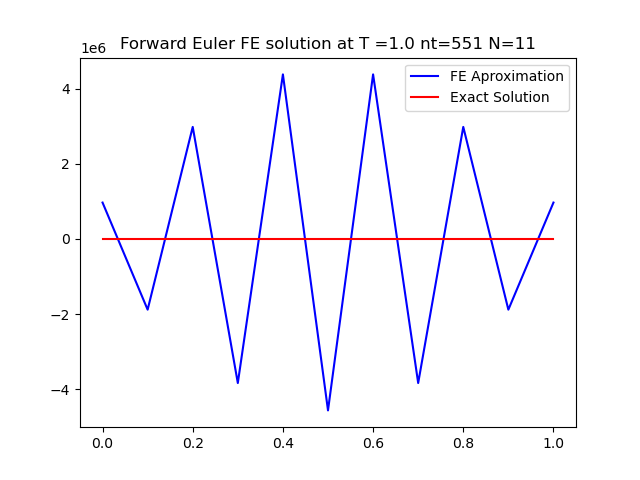 Forward Euler FE solution at T =1.0 nt=551 N=11
1e6
FE Aproximation
Exact Solution
4
2
0
−2
−4
0.0 0.2 0.4 0.6 0.8 1.0